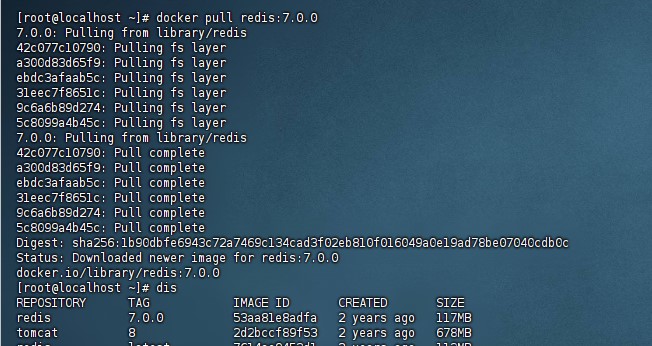 [root@localhost ~]# docker pull redis:7.0.0
7.0.0: Pulling from library/redis
42c077c10790: Pulling fs layer
a300d83d65f9: Pulling fs layer
ebdc3afaab5c: Pulling fs layer
31eec7f8651c: Pulling fs layer
9c6a6b89d274: Pulling fs layer
5c8099a4b45c: Pulling fs layer
7.0.0: Pulling from library/redis
42c077c10790: Pull complete
a300d83d65f9: Pull complete
ebdc3afaab5c: Pull complete
31eec7f8651c: Pull complete
9c6a6b89d274: Pull complete
5c8099a4b45c: Pull complete
Digest: sha256:1b90dbfe6943c72a7469c134cad3f02eb810f016049a0e19ad78be07040cdb0c
Status: Downloaded newer image for redis:7.0.0
docker.io/library/redis:7.0.0
[root@localhost ~]# dis
REPOSITORY TAG IMAGE ID CREATED SIZE
redis 7.0.0 53aa81e8adfa 2 years ago 117MB
tomcat 8 2d2bccf89f53 2 years ago 678MB